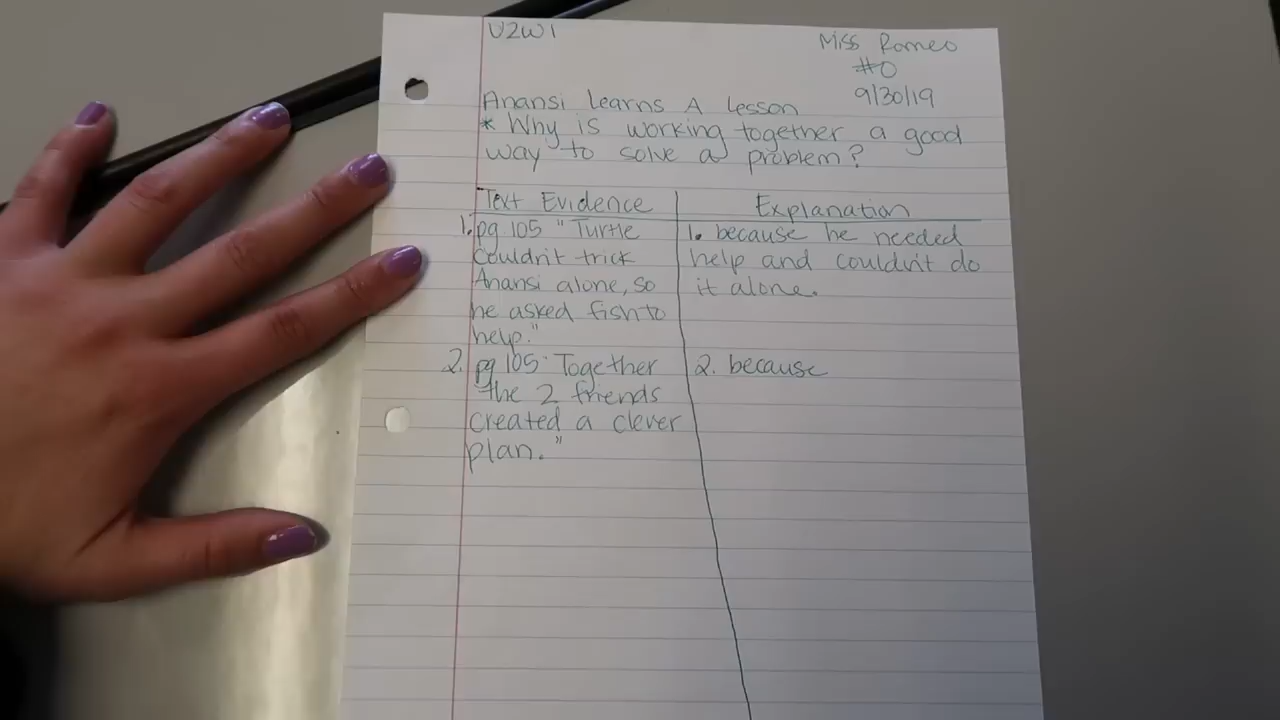 U2W1
Miss Romeo
#0
9/30/19
Anansi learns A lesson
* Why is working together a good
way to solve a problem?
Text Evidence
1. pg 105 "Turtle
couldn't trick
Anansi alone, so
he asked fish to
help."
2. pg 105 "Together
the 2 friends
created a clever
plan."
Explanation
1. because he needed
help and couldn't do
it alone.
2. because